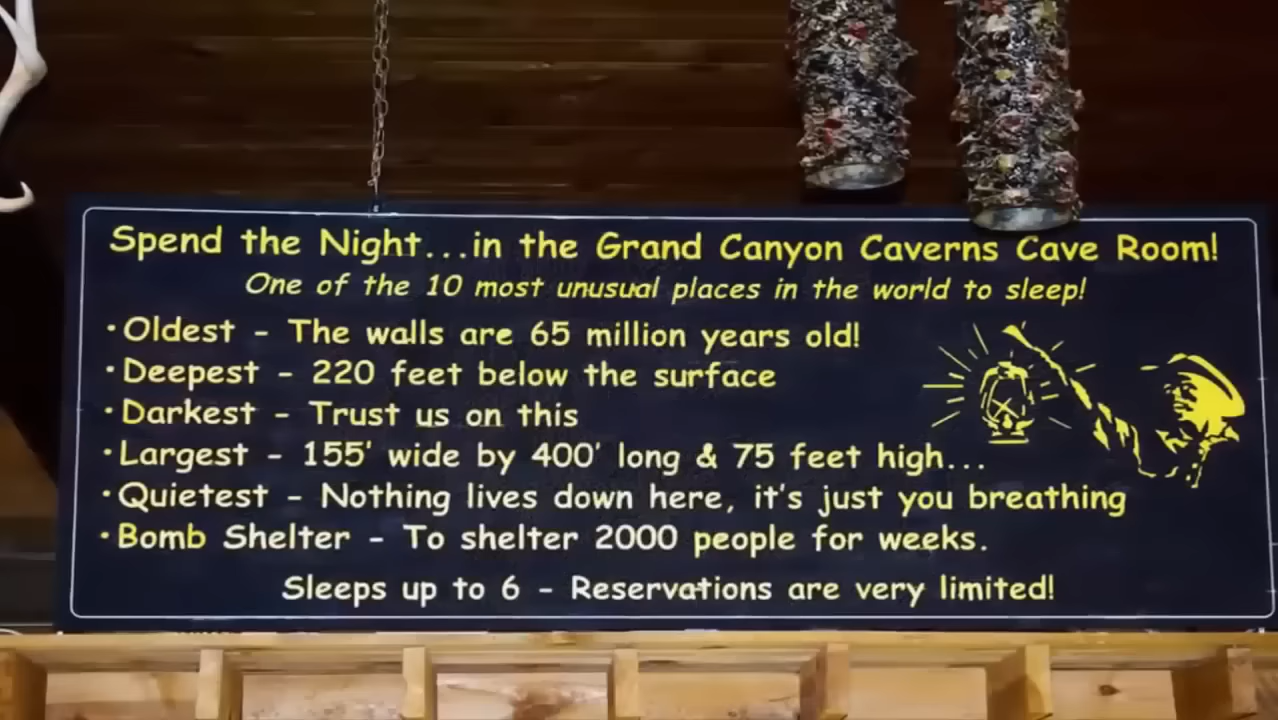 Spend the Night...in the Grand Canyon Caverns Cave Room!
One of the 10 most unusual places in the world to sleep!
• Oldest - The walls are 65 million years old!
• Deepest - 220 feet below the surface
• Darkest - Trust us on this
• Largest - 155' wide by 400' long & 75 feet high...
• Quietest - Nothing lives down here, it's just you breathing
• Bomb Shelter - To shelter 2000 people for weeks.
Sleeps up to 6 - Reservations are very limited!